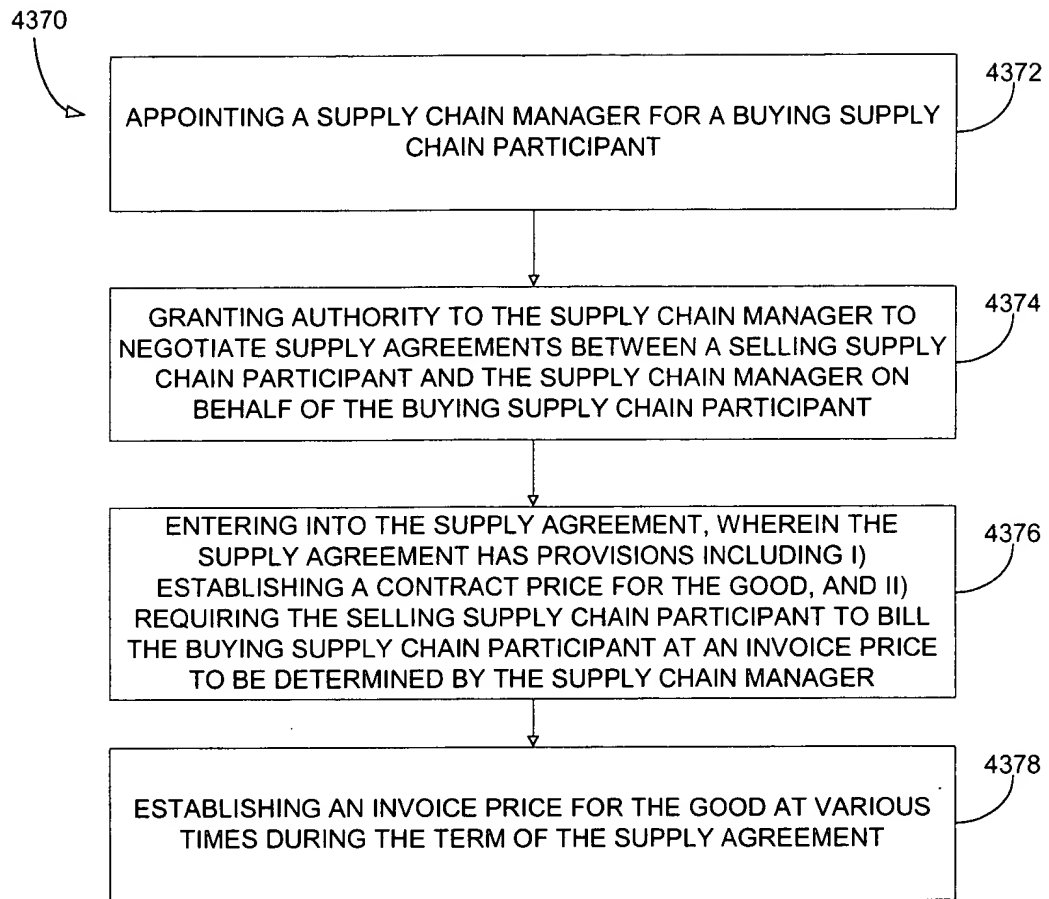 4370
4372
APPOINTING A SUPPLY CHAIN MANAGER FOR A BUYING SUPPLY
CHAIN PARTICIPANT
4374
GRANTING AUTHORITY TO THE SUPPLY CHAIN MANAGER TO
NEGOTIATE SUPPLY AGREEMENTS BETWEEN A SELLING SUPPLY
CHAIN PARTICIPANT AND THE SUPPLY CHAIN MANAGER ON
BEHALF OF THE BUYING SUPPLY CHAIN PARTICIPANT
4376
ENTERING INTO THE SUPPLY AGREEMENT, WHEREIN THE
SUPPLY AGREEMENT HAS PROVISIONS INCLUDING I)
ESTABLISHING A CONTRACT PRICE FOR THE GOOD, AND II)
REQUIRING THE SELLING SUPPLY CHAIN PARTICIPANT TO BILL
THE BUYING SUPPLY CHAIN PARTICIPANT AT AN INVOICE PRICE
TO BE DETERMINED BY THE SUPPLY CHAIN MANAGER
4378
ESTABLISHING AN INVOICE PRICE FOR THE GOOD AT VARIOUS
TIMES DURING THE TERM OF THE SUPPLY AGREEMENT